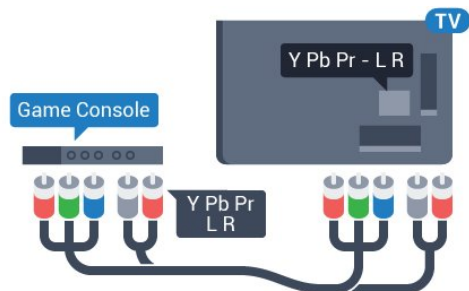 TV
Y Pb Pr - L R
Game Console
Y Pb Pr
L R